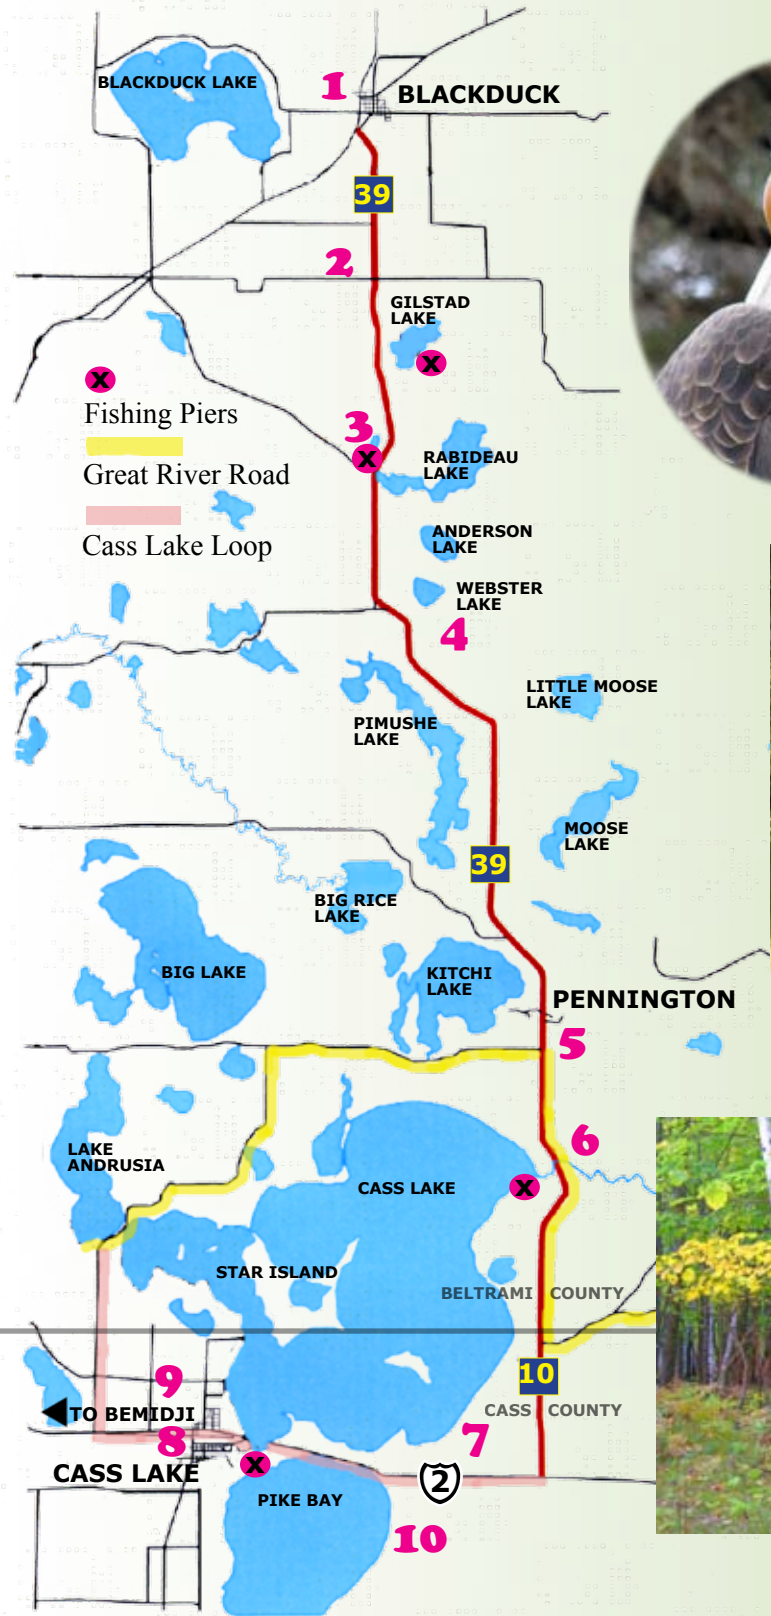 BLACKDUCK LAKE
1
BLACKDUCK
39
2
GILSTAD
LAKE
X
X
Fishing Piers
3
X
RABIDEAU
LAKE
Great River Road
Cass Lake Loop
ANDERSON
LAKE
WEBSTER
LAKE
4
LITTLE MOOSE
LAKE
PIMUSHE
LAKE
MOOSE
LAKE
39
BIG RICE
LAKE
BIG LAKE
KITCHI
LAKE
PENNINGTON
5
6
LAKE
ANDRUSIA
CASS LAKE
X
STAR ISLAND
BELTRAMI COUNTY
10
9
CASS COUNTY
TO BEMIDJI
8
7
CASS LAKE
X
2
PIKE BAY
10